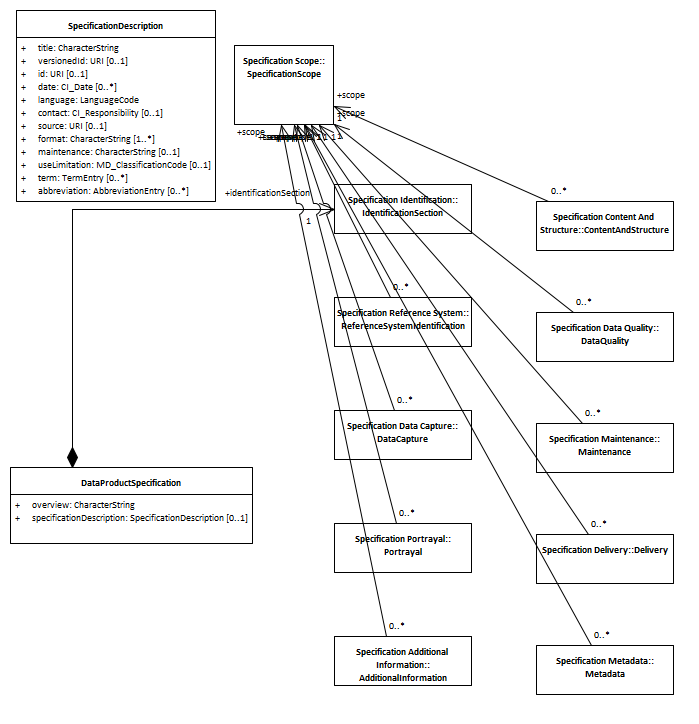 SpecificationDescription
+ title: CharacterString
+ versionedId: URI [0..1]
+ id: URI [0..1]
+ date: CI_Date [0..*]
+ language: LanguageCode
+ contact: CI_Responsibility [0..1]
+ source: URI [0..1]
+ format: CharacterString [1..*]
+ maintenance: CharacterString [0..1]
+ useLimitation: MD_ClassificationCode [0..1]
+ term: TermEntry [0..*]
+ abbreviation: AbbreviationEntry [0..*]
Specification Scope::
SpecificationScope
+scope
1
+scope
1
+scope
+identificationSection
1
Specification Identification::
IdentificationSection
0..*
Specification Content And
Structure::ContentAndStructure
0..*
Specification Reference System::
ReferenceSystemIdentification
0..*
Specification Data Quality::
DataQuality
0..*
Specification Data Capture::
DataCapture
0..*
Specification Maintenance::
Maintenance
DataProductSpecification
+ overview: CharacterString
+ specificationDescription: SpecificationDescription [0..1]
0..*
Specification Portrayal::
Portrayal
0..*
Specification Delivery::Delivery
0..*
Specification Additional
Information::
AdditionalInformation
0..*
Specification Metadata::
Metadata